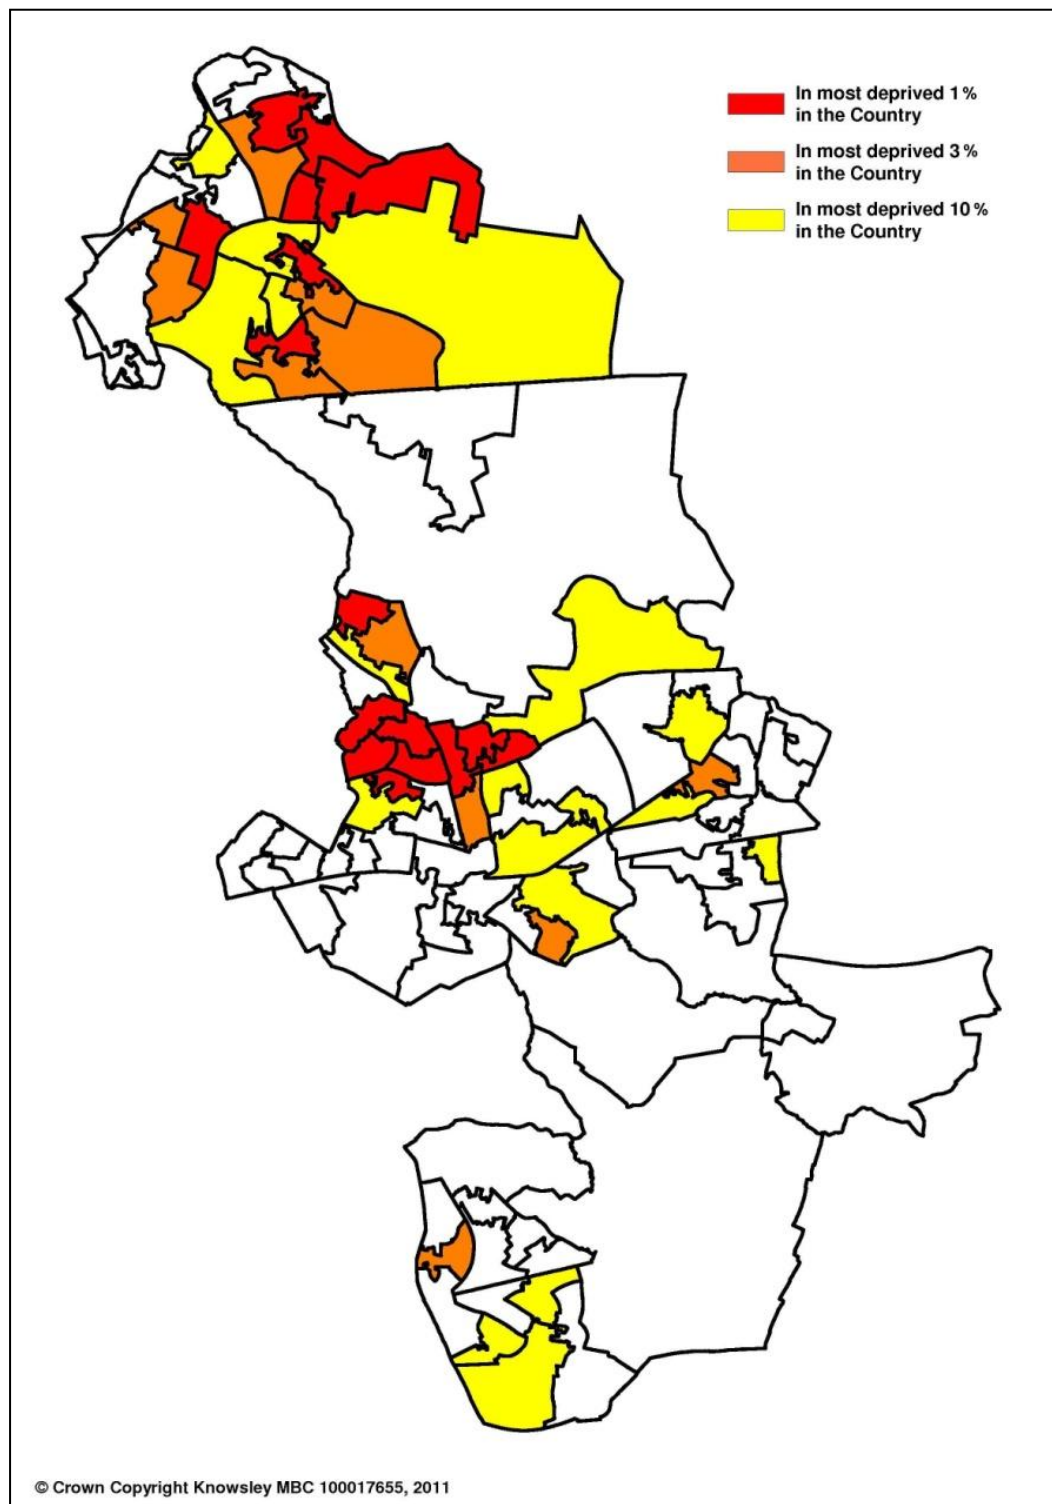 In most deprived 1%
in the Country
In most deprived 3%
in the Country
In most deprived 10%
in the Country
© Crown Copyright Knowsley MBC 100017655, 2011